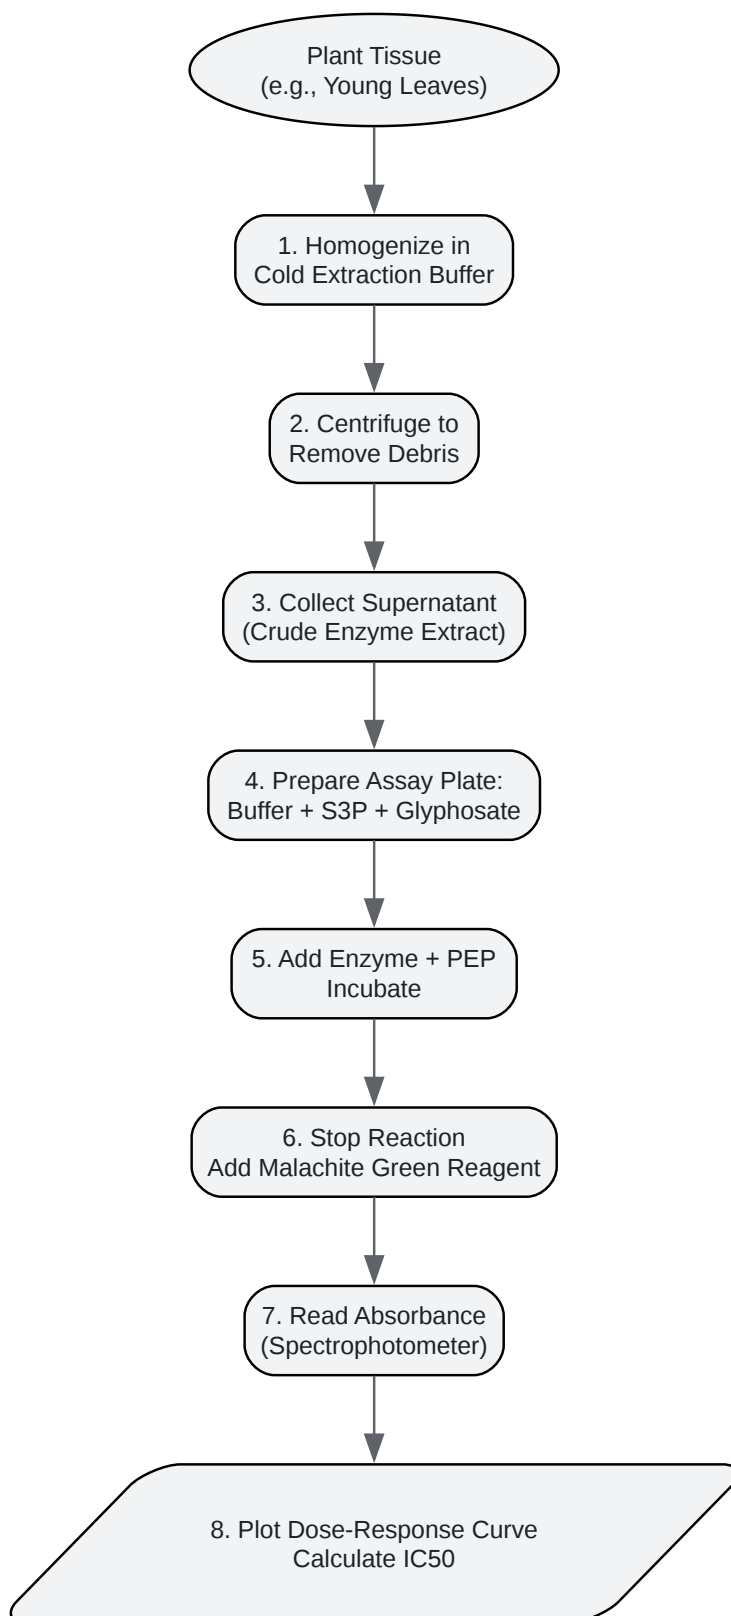 Plant Tissue
(e.g., Young Leaves)
1. Homogenize in
Cold Extraction Buffer
2. Centrifuge to
Remove Debris
3. Collect Supernatant
(Crude Enzyme Extract)
4. Prepare Assay Plate:
Buffer + S3P + Glyphosate
5. Add Enzyme + PEP
Incubate
6. Stop Reaction
Add Malachite Green Reagent
7. Read Absorbance
(Spectrophotometer)
8. Plot Dose-Response Curve
Calculate IC50